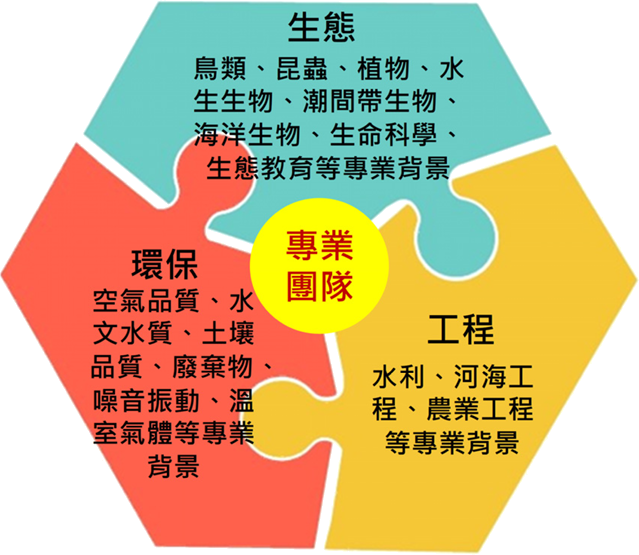 生態
鳥類、昆蟲、植物、水
生生物、潮間帶生物、
海洋生物、生命科學、
生態教育等專業背景
專業
團隊
環保
空氣品質、水
文水質、土壤
品質、廢棄物、
噪音振動、溫
室氣體等專業
背景
工程
水利、河海工
程、農業工程
等專業背景